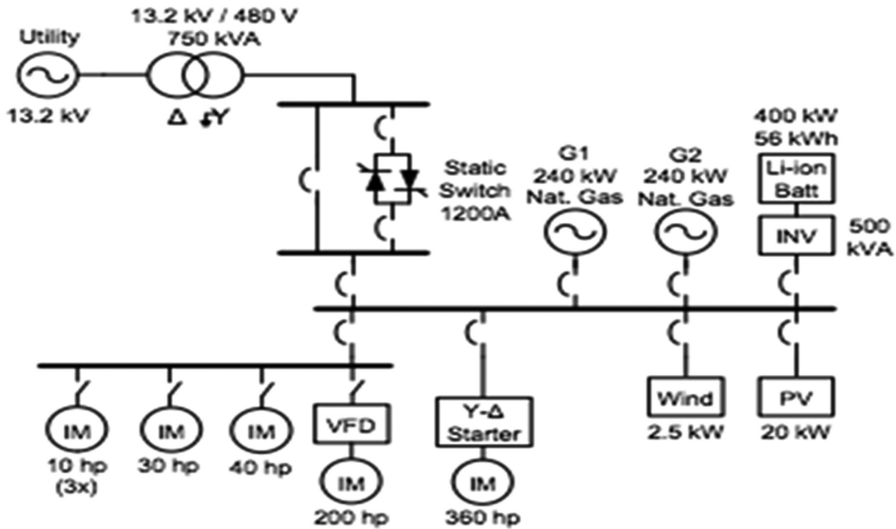 13.2 kV / 480 V
Utility
750 kVA
13.2 kV
Δ
Y
400 kW
56 kWh
G1
G2
Static
Switch
1200A
240 kW
240 kW
Nat. Gas
Nat. Gas
Li-ion
Batt
INV
500
kVA
IM
IM
IM
VFD
Y-Δ
Starter
Wind
PV
10 hp
(3x)
30 hp
40 hp
2.5 kW
20 kW
IM
IM
200 hp
360 hp